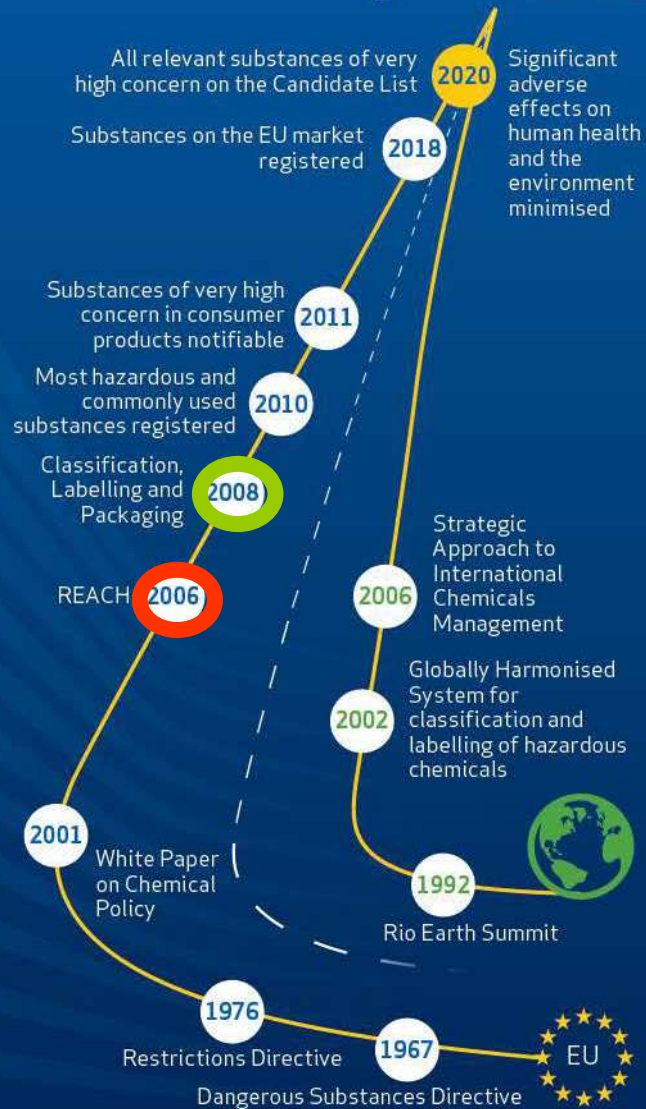 All relevant substances of very
high concern on the Candidate List
2020
Significant
adverse
effects on
human health
and the
environment
minimised
Substances on the EU market
registered
2018
Substances of very high
concern in consumer
products notifiable
2011
Most hazardous and
commonly used
substances registered
2010
Classification,
Labelling and
Packaging
2008
REACH
2006
Strategic
Approach to
International
Chemicals
Management
2006
Globally Harmonised
System for
classification and
labelling of hazardous
chemicals
2002
2001
White Paper
on Chemical
Policy
1992
Rio Earth Summit
1976
Restrictions Directive
1967
Dangerous Substances Directive
EU